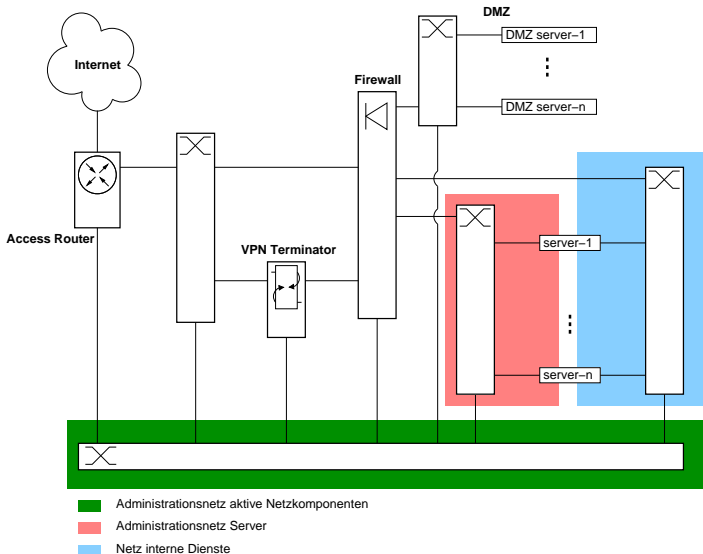 DMZ
DMZ server–1
Internet
Firewall
DMZ server–n
Access Router
VPN Terminator
server–1
server–n
Administrationsnetz aktive Netzkomponenten
Administrationsnetz Server
Netz interne Dienste